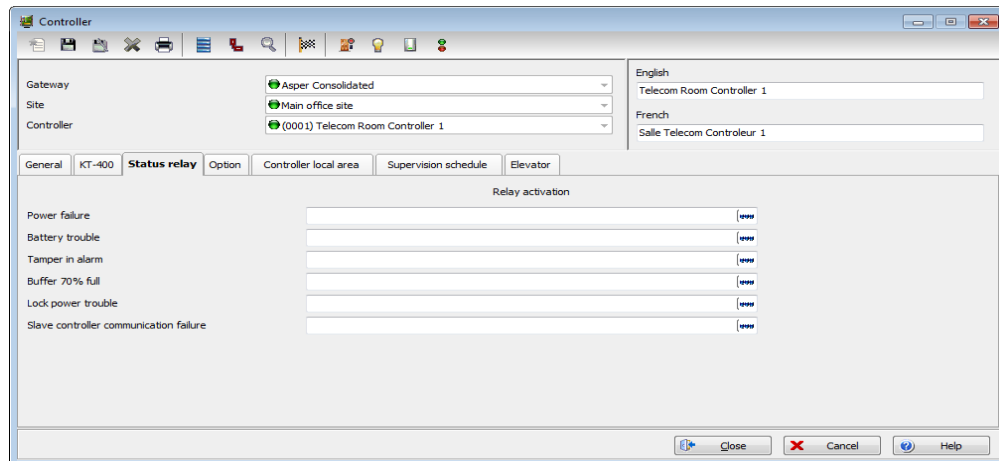 Controller
Gateway
Asper Consolidated
Site
Main office site
Controller
(0001) Telecom Room Controller 1
English
Telecom Room Controller 1
French
Salle Telecom Controleur 1
General KT-400 Status relay Option Controller local area Supervision schedule Elevator
Relay activation
Power failure
Battery trouble
Tamper in alarm
Buffer 70% full
Lock power trouble
Slave controller communication failure
Close Cancel Help